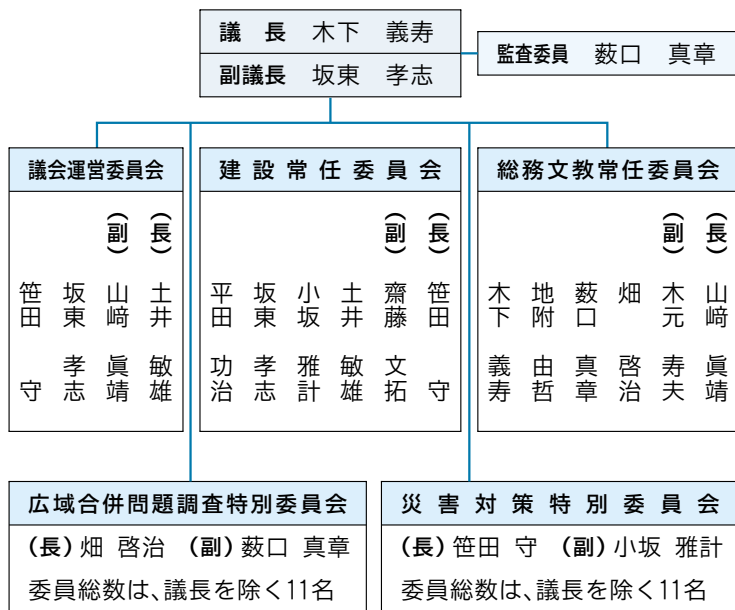 議長 木下 義寿
副議長 坂東 孝志
監査委員 薮口 真章
議会運営委員会
(長) 土井 敏雄
(副) 山﨑 眞靖
坂東 孝志
笹田 守
建設常任委員会
(長) 笹田 守
(副) 齋藤 文拓
土井 敏雄
小坂 雅計
坂東 孝志
平田 功治
総務文教常任委員会
(長) 山﨑 眞靖
(副) 木元 寿夫
畑 啓治
薮口 真章
地附 由哲
木下 義寿
広域合併問題調査特別委員会
(長) 畑 啓治 (副) 薮口 真章
委員総数は、議長を除く11名
災害対策特別委員会
(長) 笹田 守 (副) 小坂 雅計
委員総数は、議長を除く11名